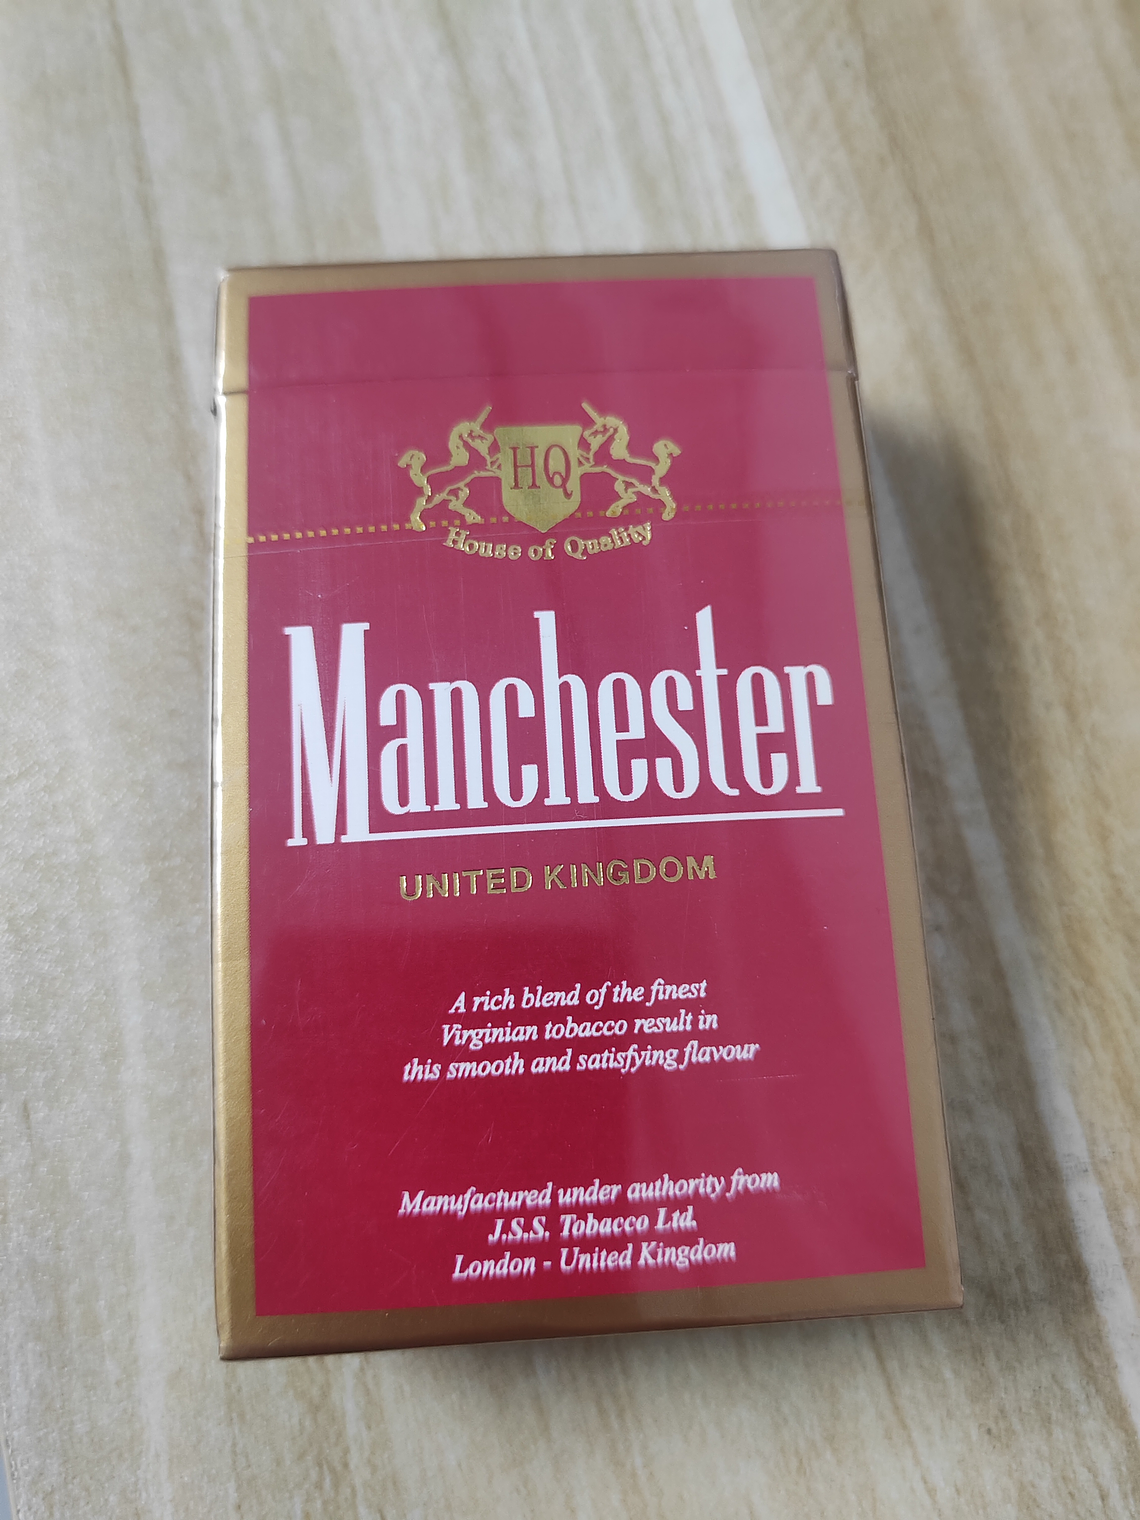 HQ
House of Quality
Manchester
UNITED KINGDOM
A rich blend of the finest
Virginian tobacco result in
this smooth and satisfying flavour
Manufactured under authority from
J.S.S. Tobacco Ltd.
London - United Kingdom